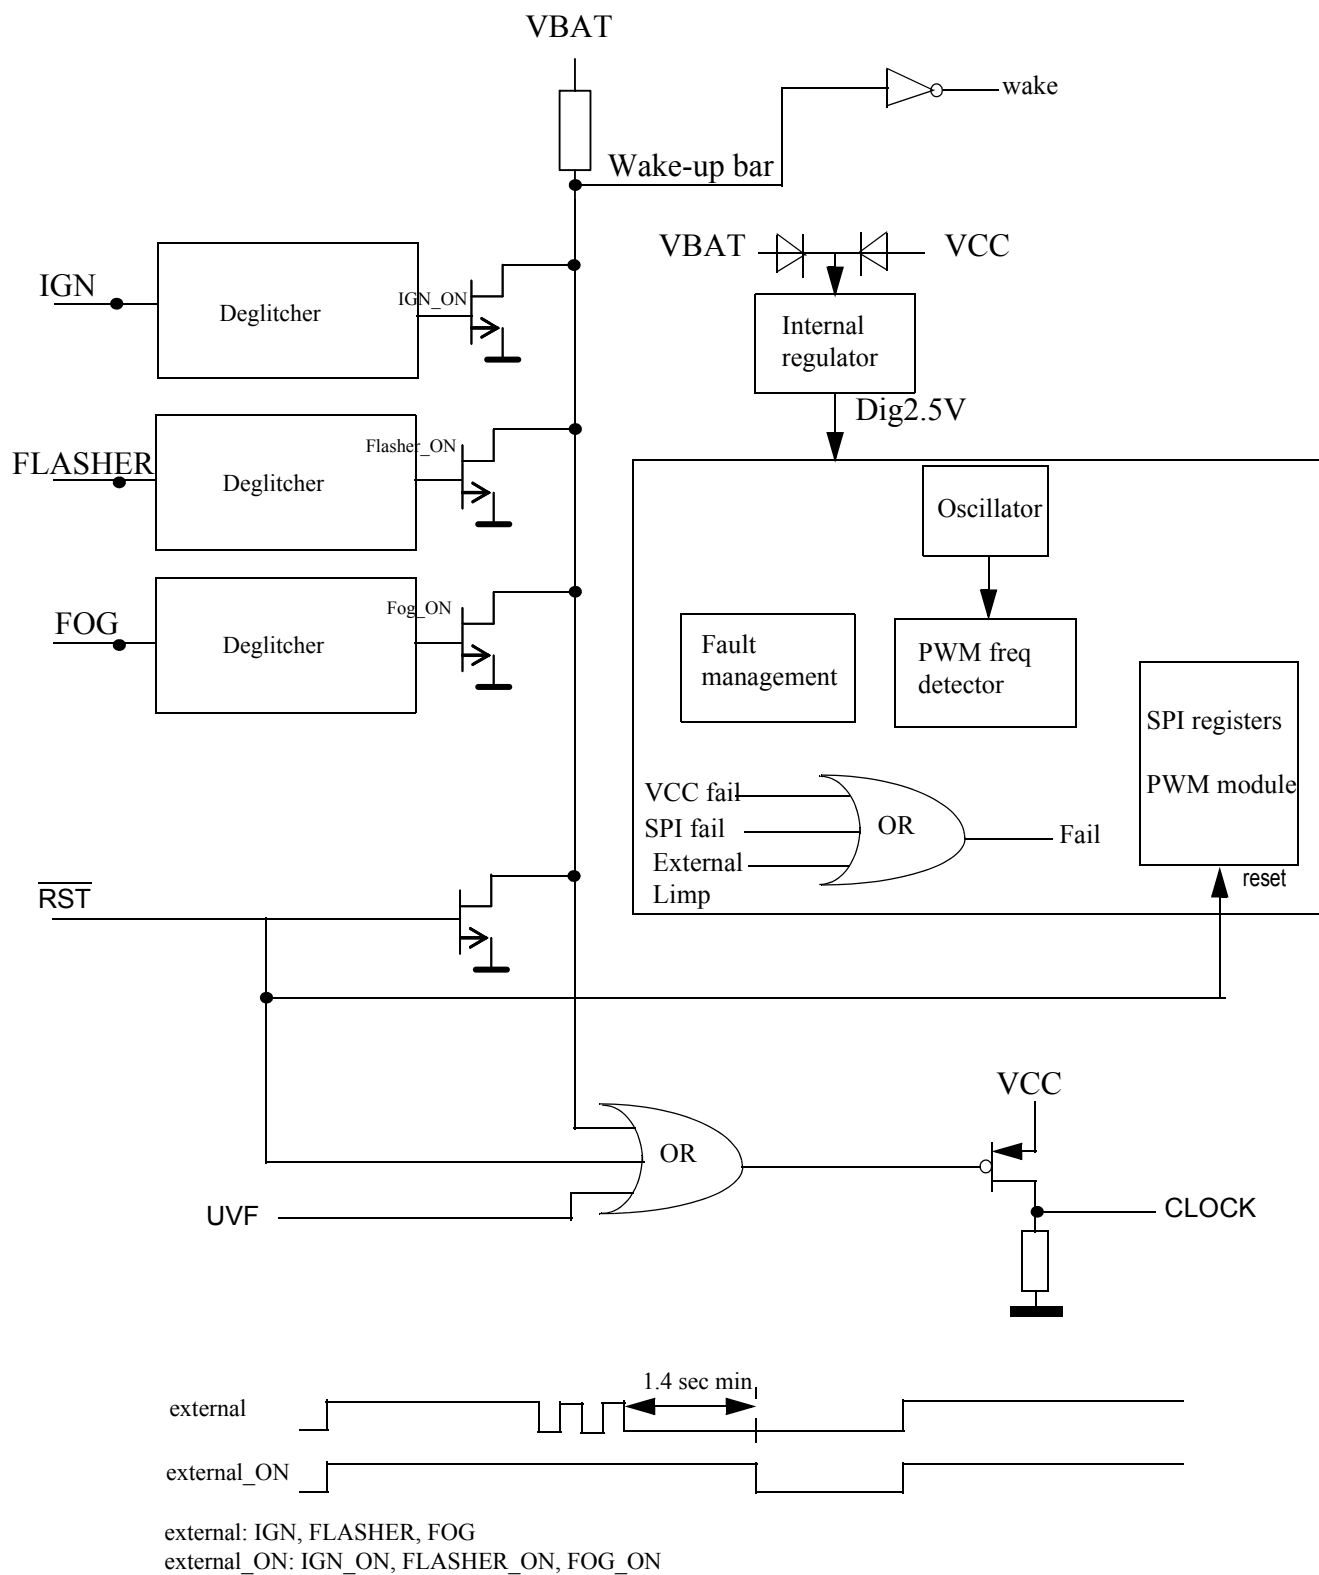 VBAT
wake
Wake-up bar
VBAT
VCC
IGN
Deglitcher
IGN_ON
Internal
regulator
Dig2.5V
FLASHER
Deglitcher
Flasher_ON
Oscillator
FOG
Deglitcher
Fog_ON
Fault
management
PWM freq
detector
SPI registers
PWM module
VCC fail
SPI fail
External
Limp
OR
Fail
reset
RST
VCC
OR
UVF
CLOCK
1.4 sec min
external
external_ON
external: IGN, FLASHER, FOG
external_ON: IGN_ON, FLASHER_ON, FOG_ON